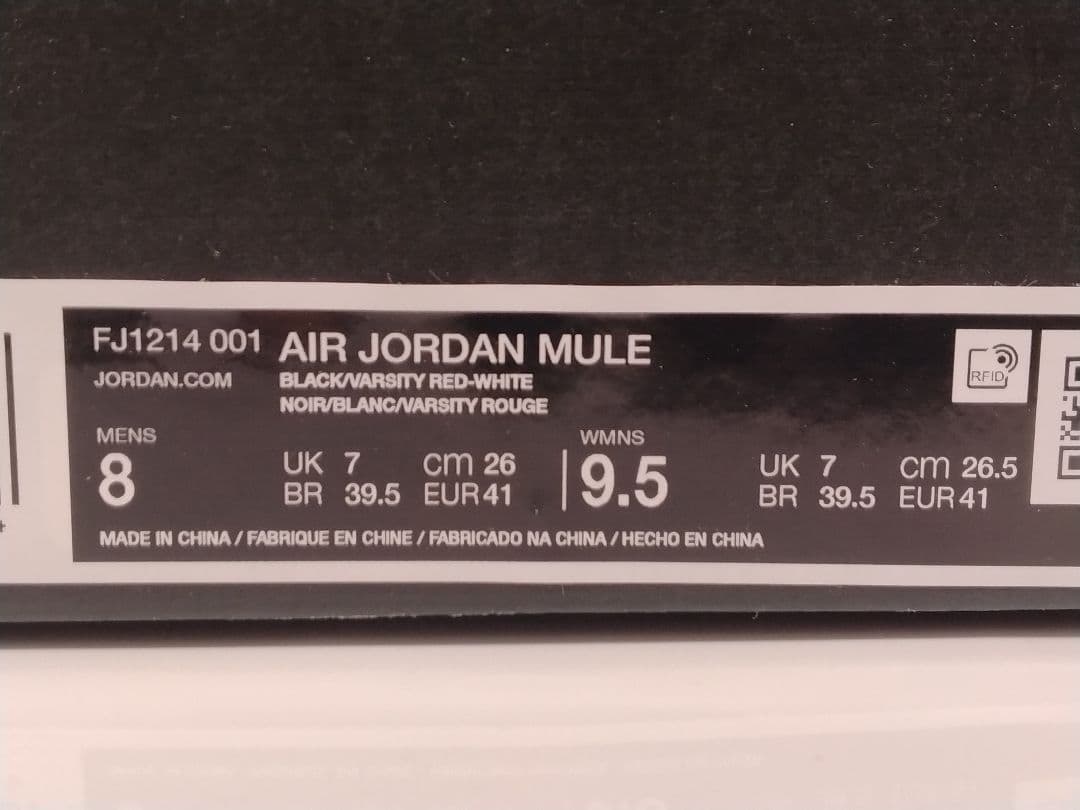 FJ1214 001 AIR JORDAN MULE
JORDAN.COM BLACK/VARSITY RED-WHITE
NOIR/BLANC/VARSITY ROUGE
RFID
MENS
8
UK 7 cm 26
BR 39.5 EUR 41
WMNS
9.5
UK 7 cm 26.5
BR 39.5 EUR 41
MADE IN CHINA / FABRIQUE EN CHINE / FABRICADO NA CHINA / HECHO EN CHINA